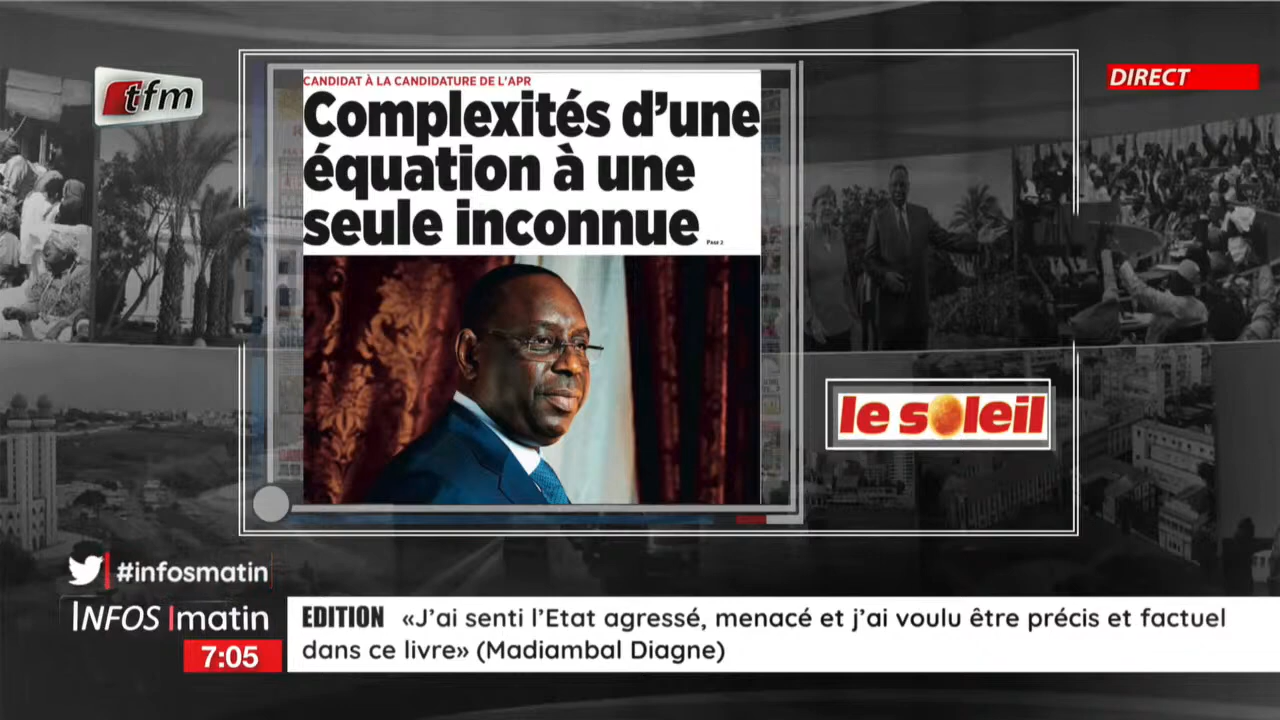 tfm
DIRECT
CANDIDAT À LA CANDIDATURE DE L'APR
Complexités d'une
équation à une
seule inconnue
Page 2
le soleil
#infosmatin
INFOS matin
7:05
EDITION «J'ai senti l'Etat agressé, menacé et j'ai voulu être précis et factuel
dans ce livre» (Madiambal Diagne)